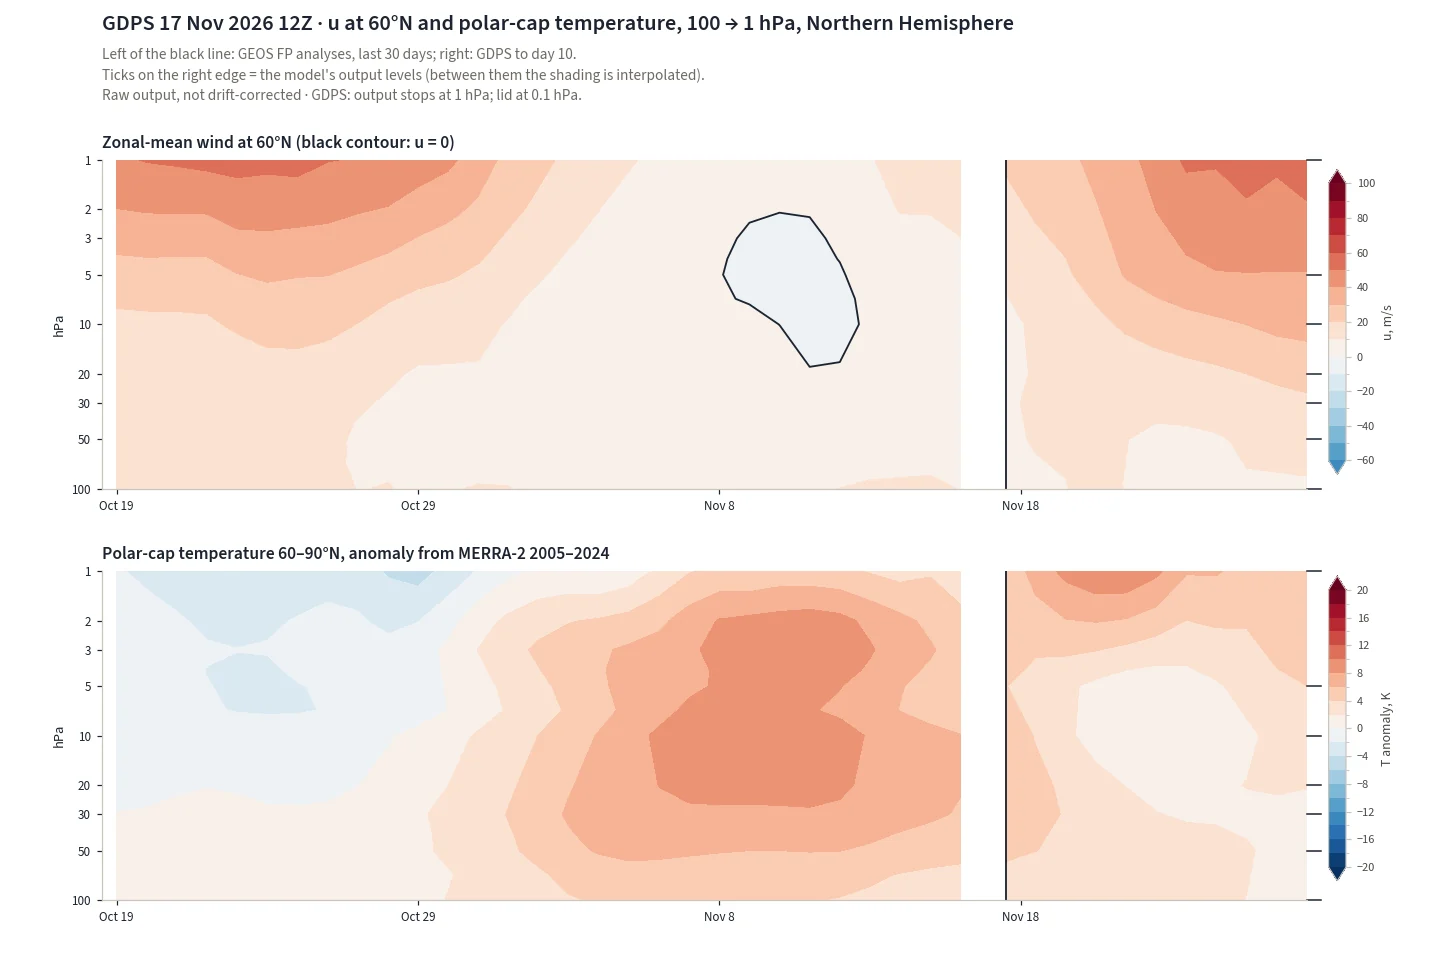 GDPS 17 Nov 2026 12Z · u at 60°N and polar-cap temperature, 100 → 1 hPa, Northern Hemisphere
Left of the black line: GEOS FP analyses, last 30 days; right: GDPS to day 10.
Ticks on the right edge = the model's output levels (between them the shading is interpolated).
Raw output, not drift-corrected · GDPS: output stops at 1 hPa; lid at 0.1 hPa.
Zonal-mean wind at 60°N (black contour: u = 0)
1
2
3
5
10
20
30
50
100
hPa
Oct 19
Oct 29
Nov 8
Nov 18
100
80
60
40
20
0
−20
−40
−60
u, m/s
Polar-cap temperature 60–90°N, anomaly from MERRA-2 2005–2024
1
2
3
5
10
20
30
50
100
hPa
Oct 19
Oct 29
Nov 8
Nov 18
20
16
12
8
4
0
−4
−8
−12
−16
−20
T anomaly, K